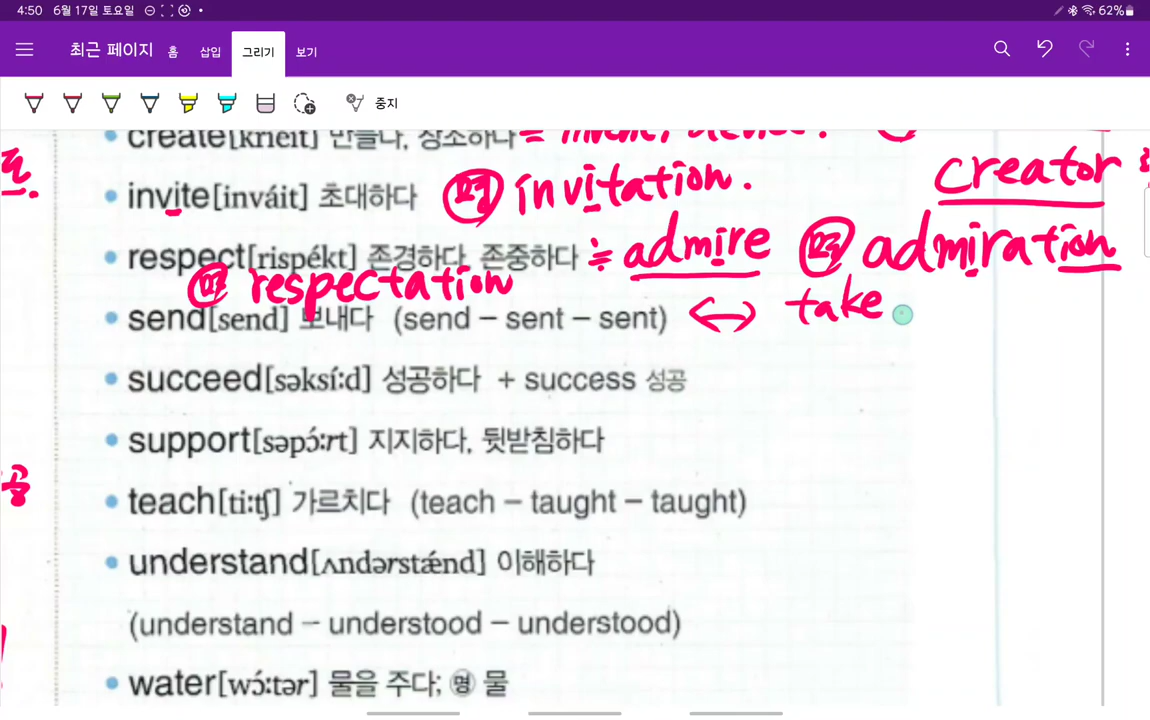 4:50 6월 17일 토요일 62%
최근 페이지 홈 삽입 그리기 보기
중지
create[kriéit] 만들다, 창조하다
creator
invite[inváit] 초대하다 명 invitation.
respect[rispékt] 존경하다, 존중하다 ≒ admire 명 admiration
명 respectation
send[send] 보내다 (send – sent – sent) ↔ take
succeed[səksíːd] 성공하다 + success 성공
support[səpɔ́ːrt] 지지하다, 뒷받침하다
teach[tiːtʃ] 가르치다 (teach – taught – taught)
understand[ʌndərstǽnd] 이해하다
(understand – understood – understood)
water[wɔ́ːtər] 물을 주다; 명 물